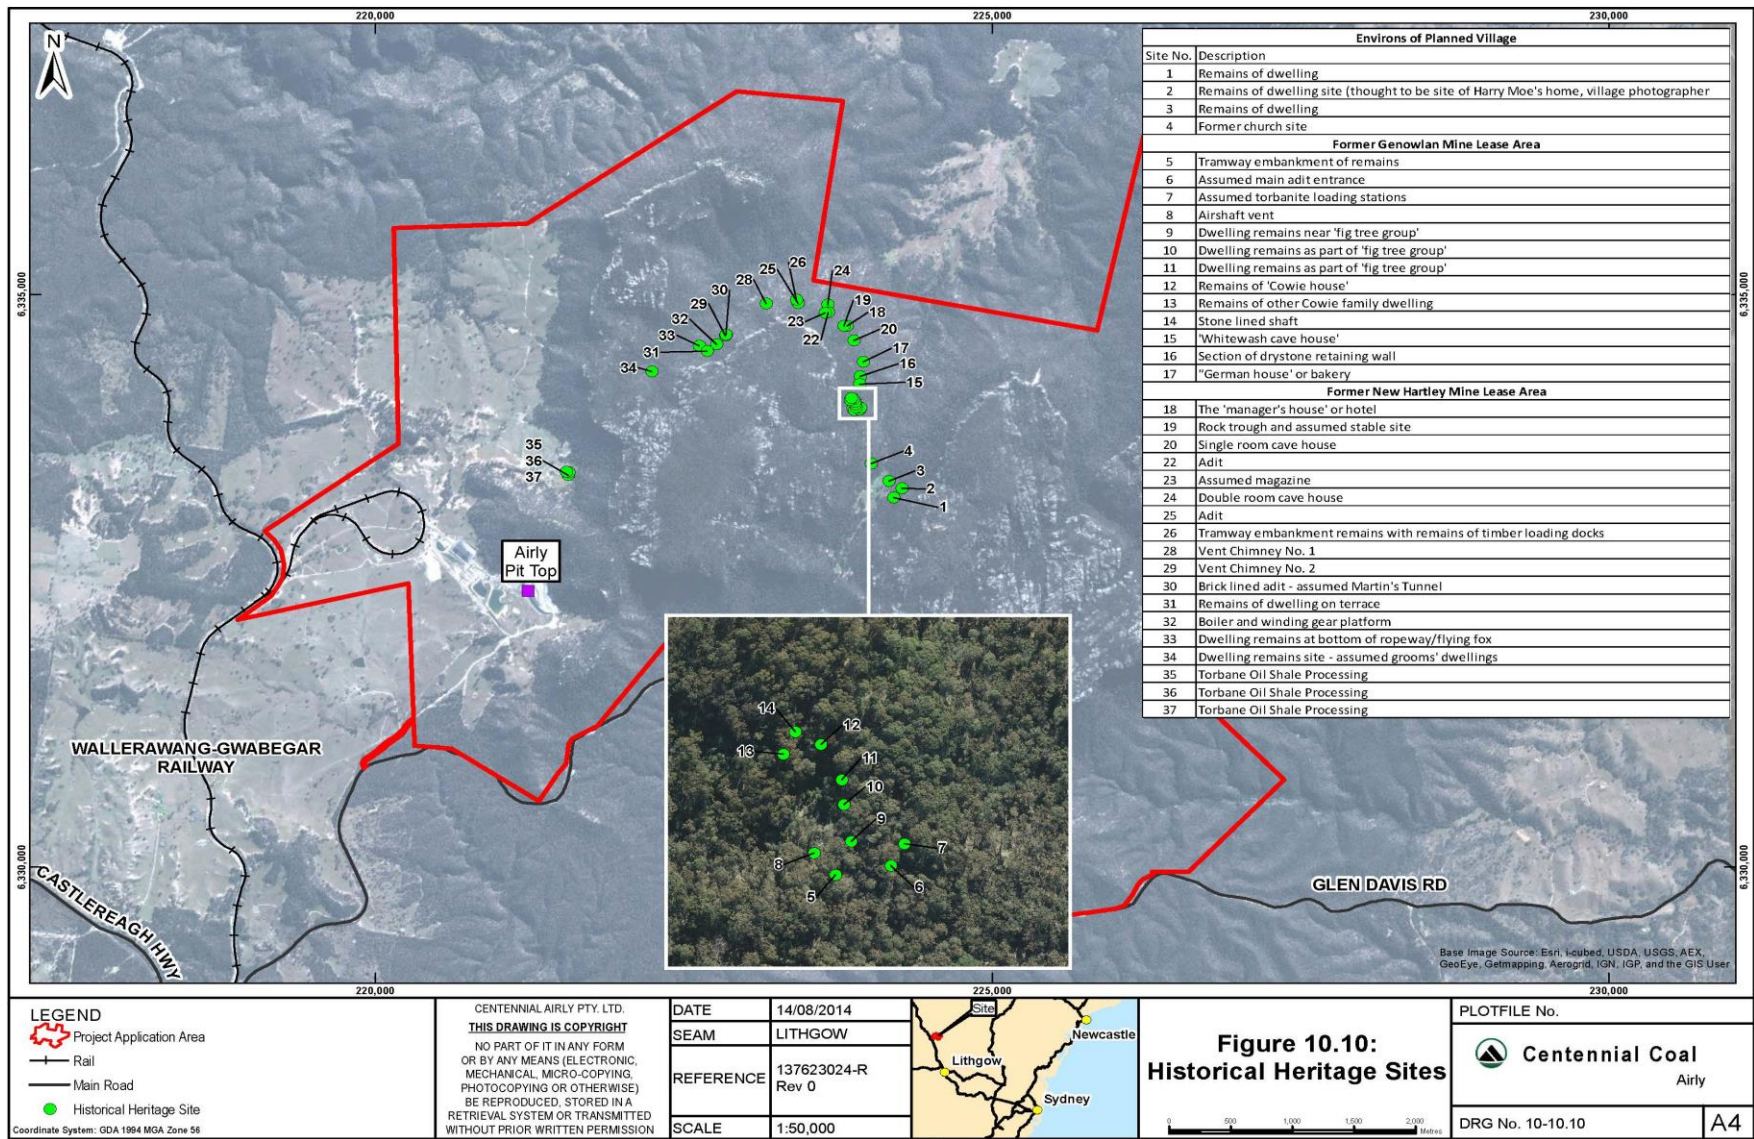 220,000
225,000
230,000
N
6,335,000
6,330,000
6,335,000
6,330,000
Environs of Planned Village
Site No. Description
1 Remains of dwelling
2 Remains of dwelling site (thought to be site of Harry Moe's home, village photographer
3 Remains of dwelling
4 Former church site
Former Genowlan Mine Lease Area
5 Tramway embankment of remains
6 Assumed main adit entrance
7 Assumed torbanite loading stations
8 Airshaft vent
9 Dwelling remains near 'fig tree group'
10 Dwelling remains as part of 'fig tree group'
11 Dwelling remains as part of 'fig tree group'
12 Remains of 'Cowie house'
13 Remains of other Cowie family dwelling
14 Stone lined shaft
15 'Whitewash cave house'
16 Section of drystone retaining wall
17 "German house' or bakery
Former New Hartley Mine Lease Area
18 The 'manager's house' or hotel
19 Rock trough and assumed stable site
20 Single room cave house
22 Adit
23 Assumed magazine
24 Double room cave house
25 Adit
26 Tramway embankment remains with remains of timber loading docks
28 Vent Chimney No. 1
29 Vent Chimney No. 2
30 Brick lined adit - assumed Martin's Tunnel
31 Remains of dwelling on terrace
32 Boiler and winding gear platform
33 Dwelling remains at bottom of ropeway/flying fox
34 Dwelling remains site - assumed grooms' dwellings
35 Torbane Oil Shale Processing
36 Torbane Oil Shale Processing
37 Torbane Oil Shale Processing
26
25
28
24
30
29
32
33
31
34
23
22
19
18
20
17
16
15
35
36
37
4
3
2
1
Airly
Pit Top
14
12
13
11
10
9
8
7
6
5
WALLERAWANG-GWABEGAR
RAILWAY
CASTLEREAGH HWY
GLEN DAVIS RD
Base Image Source: Esri, i-cubed, USDA, USGS, AEX,
GeoEye, Getmapping, Aerogrid, IGN, IGP, and the GIS User
220,000
225,000
230,000
LEGEND
Project Application Area
Rail
Main Road
Historical Heritage Site
Coordinate System: GDA 1994 MGA Zone 56
CENTENNIAL AIRLY PTY. LTD.
THIS DRAWING IS COPYRIGHT
NO PART OF IT IN ANY FORM
OR BY ANY MEANS (ELECTRONIC,
MECHANICAL, MICRO-COPYING,
PHOTOCOPYING OR OTHERWISE)
BE REPRODUCED, STORED IN A
RETRIEVAL SYSTEM OR TRANSMITTED
WITHOUT PRIOR WRITTEN PERMISSION
DATE 14/08/2014
SEAM LITHGOW
REFERENCE 137623024-R
Rev 0
SCALE 1:50,000
Site
Newcastle
Lithgow
Sydney
Figure 10.10:
Historical Heritage Sites
0 500 1,000 1,500 2,000
Metres
PLOTFILE No.
Centennial Coal
Airly
DRG No. 10-10.10
A4